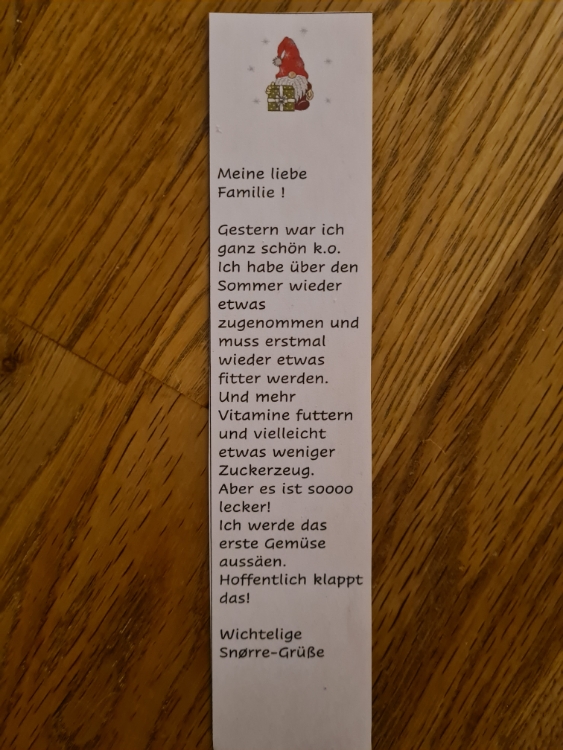 Meine liebe
Familie !
Gestern war ich
ganz schön k.o.
Ich habe über den
Sommer wieder
etwas
zugenommen und
muss erstmal
wieder etwas
fitter werden.
Und mehr
Vitamine futtern
und vielleicht
etwas weniger
Zuckerzeug.
Aber es ist soooo
lecker!
Ich werde das
erste Gemüse
aussäen.
Hoffentlich klappt
das!
Wichtelige
Snørre-Grüße